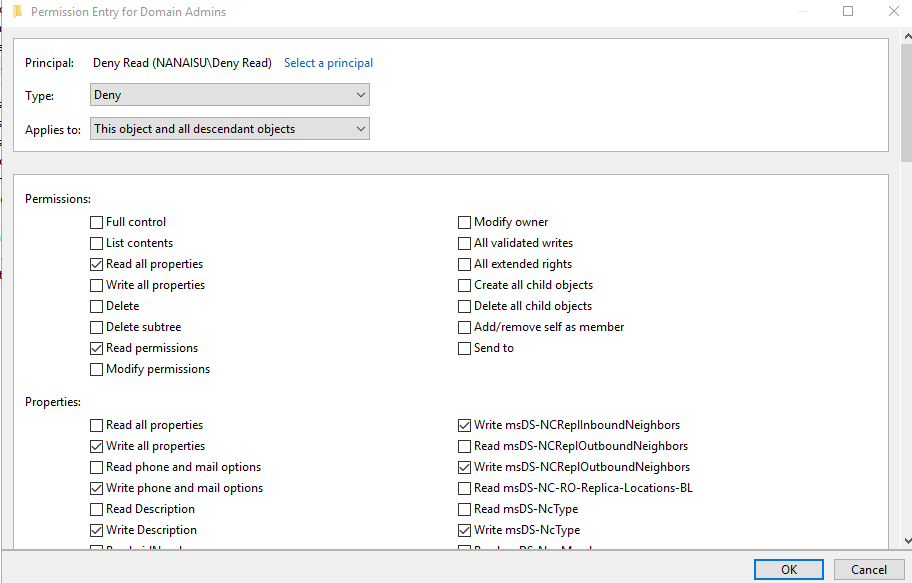 Permission Entry for Domain Admins
Principal: Deny Read (NANAISU\Deny Read) Select a principal
Type: Deny
Applies to: This object and all descendant objects
Permissions:
Full control
List contents
Read all properties
Write all properties
Delete
Delete subtree
Read permissions
Modify permissions
Modify owner
All validated writes
All extended rights
Create all child objects
Delete all child objects
Add/remove self as member
Send to
Properties:
Read all properties
Write all properties
Read phone and mail options
Write phone and mail options
Read Description
Write Description
Write msDS-NCReplInboundNeighbors
Read msDS-NCReplOutboundNeighbors
Write msDS-NCReplOutboundNeighbors
Read msDS-NC-RO-Replica-Locations-BL
Read msDS-NcType
Write msDS-NcType
OK Cancel